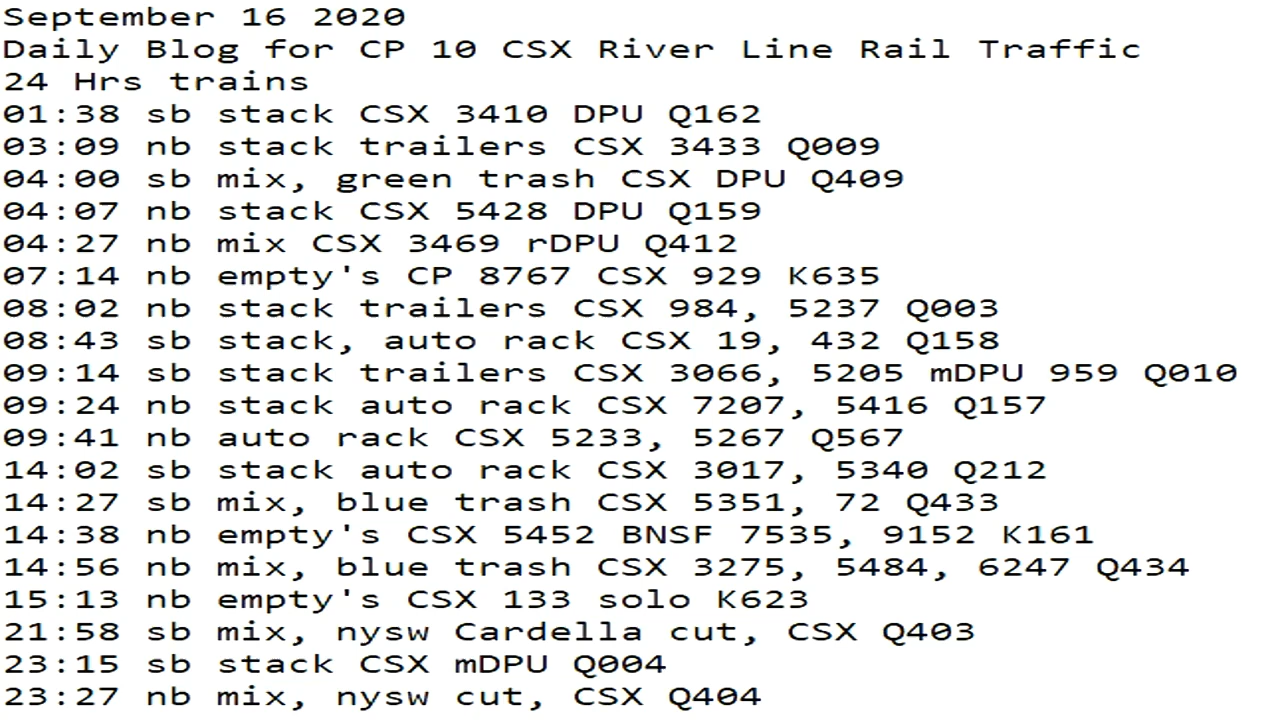 September 16 2020
Daily Blog for CP 10 CSX River Line Rail Traffic
24 Hrs trains
01:38 sb stack CSX 3410 DPU Q162
03:09 nb stack trailers CSX 3433 Q009
04:00 sb mix, green trash CSX DPU Q409
04:07 nb stack CSX 5428 DPU Q159
04:27 nb mix CSX 3469 rDPU Q412
07:14 nb empty's CP 8767 CSX 929 K635
08:02 nb stack trailers CSX 984, 5237 Q003
08:43 sb stack, auto rack CSX 19, 432 Q158
09:14 sb stack trailers CSX 3066, 5205 mDPU 959 Q010
09:24 nb stack auto rack CSX 7207, 5416 Q157
09:41 nb auto rack CSX 5233, 5267 Q567
14:02 sb stack auto rack CSX 3017, 5340 Q212
14:27 sb mix, blue trash CSX 5351, 72 Q433
14:38 nb empty's CSX 5452 BNSF 7535, 9152 K161
14:56 nb mix, blue trash CSX 3275, 5484, 6247 Q434
15:13 nb empty's CSX 133 solo K623
21:58 sb mix, nysw Cardella cut, CSX Q403
23:15 sb stack CSX mDPU Q004
23:27 nb mix, nysw cut, CSX Q404